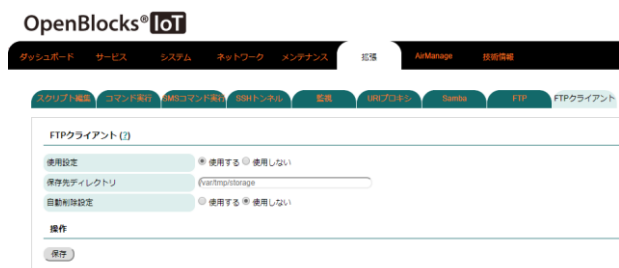 OpenBlocks® IoT
ダッシュボード サービス システム ネットワーク メンテナンス 拡張 AirManage 技術情報
スクリプト編集 コマンド実行 SMSコマンド実行 SSHトンネル 監視 URLプロキシ Samba FTP FTPクライアント
FTPクライアント (?)
使用設定 使用する 使用しない
保存先ディレクトリ /var/tmp/storage
自動削除設定 使用する 使用しない
操作
保存